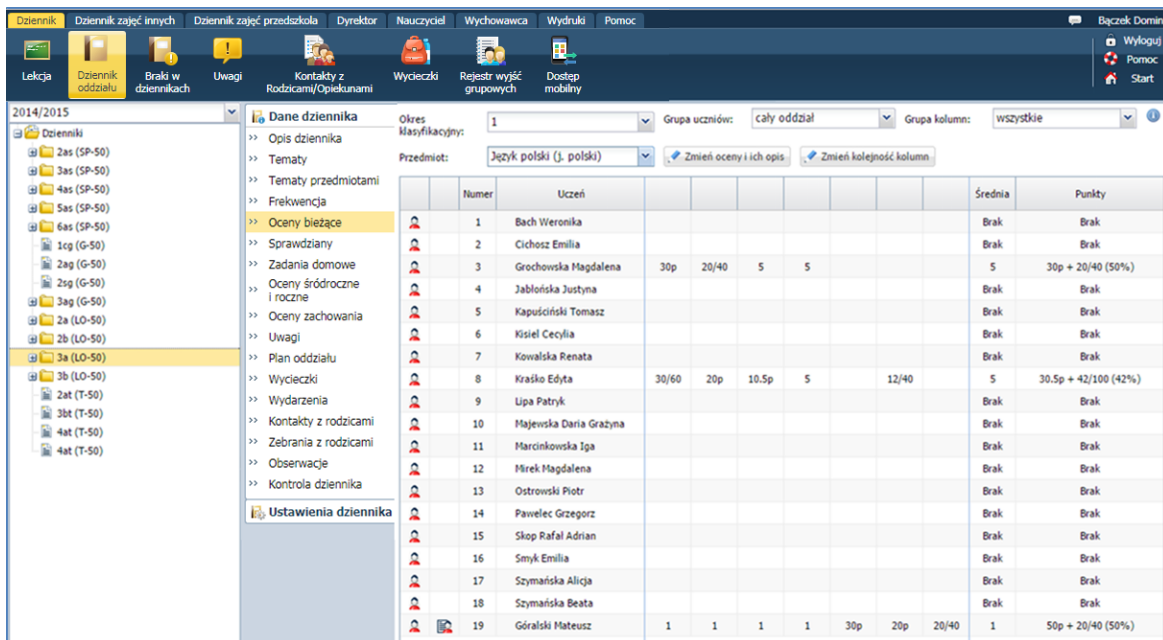 Dziennik Dziennik zajęć innych Dziennik zajęć przedszkola Dyrektor Nauczyciel Wychowawca Wydruki Pomoc Bączek Domin
Lekcja Dziennik oddziału Braki w dziennikach Uwagi Kontakty z Rodzicami/Opiekunami Wycieczki Rejestr wyjść grupowych Dostęp mobilny
Wyloguj
Pomoc
Start
2014/2015
Dzienniki
2as (SP-50)
3as (SP-50)
4as (SP-50)
5as (SP-50)
6as (SP-50)
1cg (G-50)
2ag (G-50)
2sg (G-50)
3ag (G-50)
2a (LO-50)
2b (LO-50)
3a (LO-50)
3b (LO-50)
2at (T-50)
3bt (T-50)
4at (T-50)
4at (T-50)
Dane dziennika
>> Opis dziennika
>> Tematy
>> Tematy przedmiotami
>> Frekwencja
>> Oceny bieżące
>> Sprawdziany
>> Zadania domowe
>> Oceny śródroczne
i roczne
>> Oceny zachowania
>> Uwagi
>> Plan oddziału
>> Wycieczki
>> Wydarzenia
>> Kontakty z rodzicami
>> Zebrania z rodzicami
>> Obserwacje
>> Kontrola dziennika
Ustawienia dziennika
Okres klasyfikacyjny: 1 Grupa uczniów: cały oddział Grupa kolumn: wszystkie
Przedmiot: Język polski (j. polski) Zmień oceny i ich opis Zmień kolejność kolumn
Numer Uczeń Średnia Punkty
1 Bach Weronika Brak Brak
2 Cichosz Emilia Brak Brak
3 Grochowska Magdalena 30p 20/40 5 5 5 30p + 20/40 (50%)
4 Jabłońska Justyna Brak Brak
5 Kapuściński Tomasz Brak Brak
6 Kisiel Cecylia Brak Brak
7 Kowalska Renata Brak Brak
8 Kraśko Edyta 30/60 20p 10.5p 5 12/40 5 30.5p + 42/100 (42%)
9 Lipa Patryk Brak Brak
10 Majewska Daria Grażyna Brak Brak
11 Marcinkowska Iga Brak Brak
12 Mirek Magdalena Brak Brak
13 Ostrowski Piotr Brak Brak
14 Pawelec Grzegorz Brak Brak
15 Skop Rafał Adrian Brak Brak
16 Smyk Emilia Brak Brak
17 Szymańska Alicja Brak Brak
18 Szymańska Beata Brak Brak
19 Góralski Mateusz 1 1 1 1 30p 20p 20/40 1 50p + 20/40 (50%)